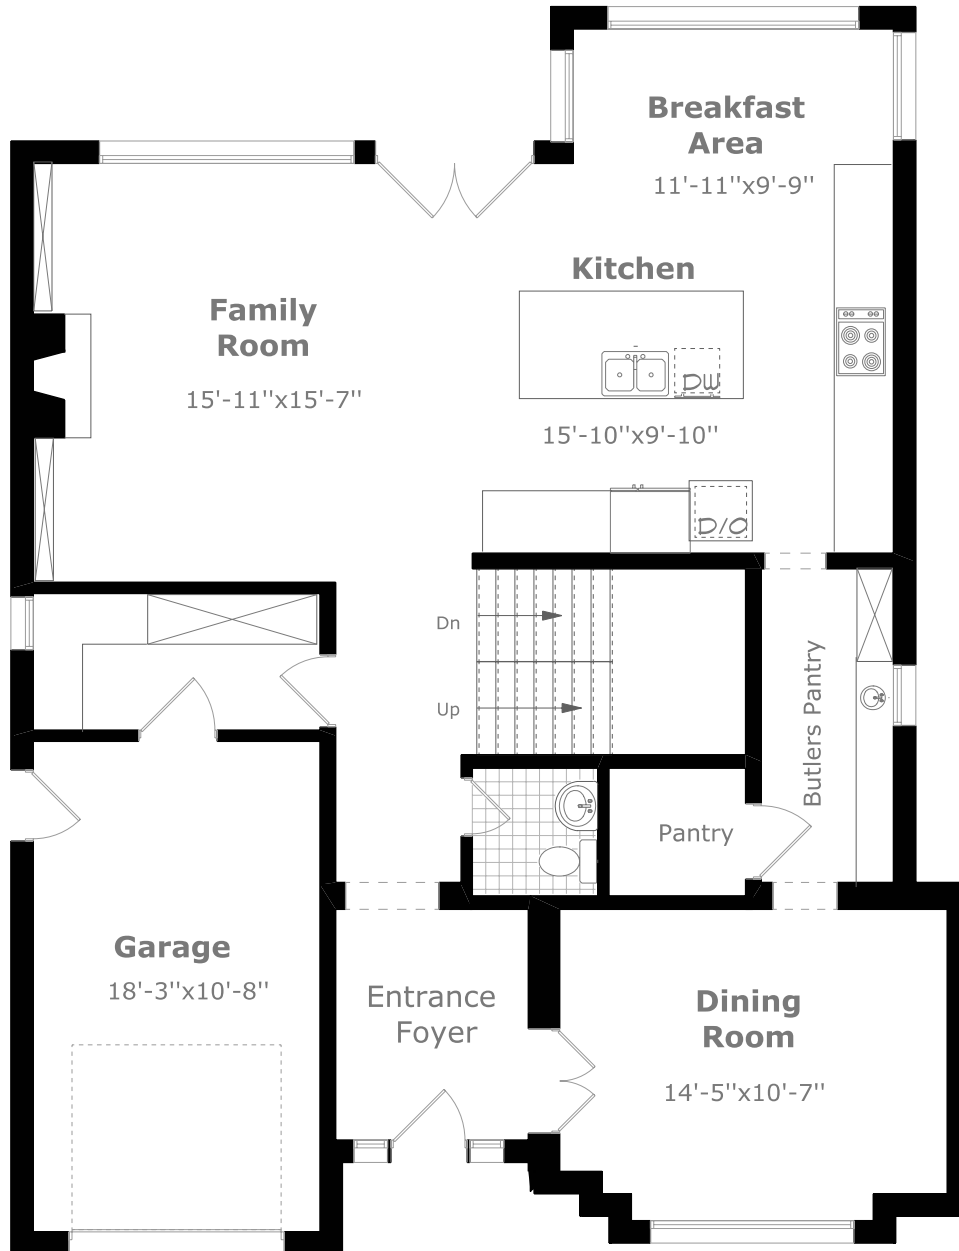 Breakfast
Area
11'-11''x9'-9''
Kitchen
Family
Room
15'-11''x15'-7''
DW
15'-10''x9'-10''
D/O
Dn
Up
Butlers Pantry
Pantry
Garage
18'-3''x10'-8''
Entrance
Foyer
Dining
Room
14'-5''x10'-7''